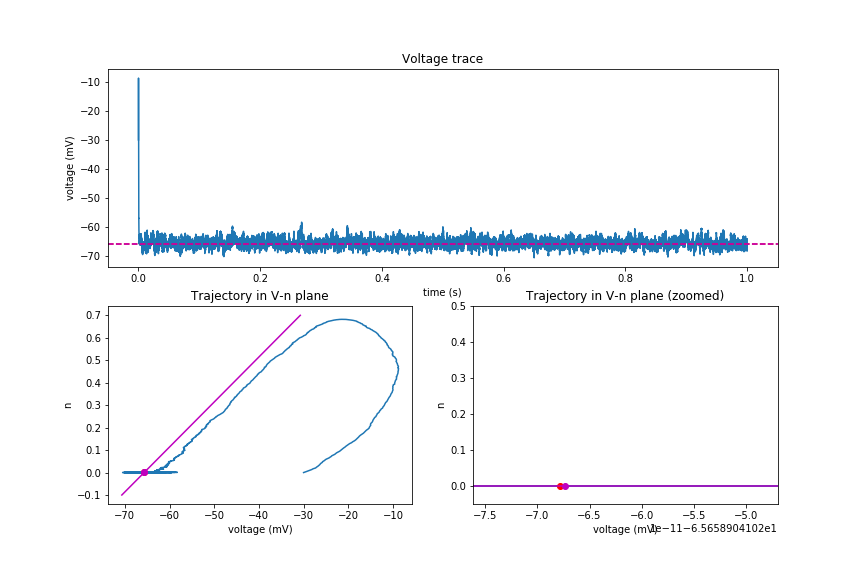 Voltage trace
voltage (mV)
−10
−20
−30
−40
−50
−60
−70
0.0 0.2 0.4 0.6 0.8 1.0
time (s)
Trajectory in V-n plane
n
0.7
0.6
0.5
0.4
0.3
0.2
0.1
0.0
−0.1
−70 −60 −50 −40 −30 −20 −10
voltage (mV)
Trajectory in V-n plane (zoomed)
n
0.5
0.4
0.3
0.2
0.1
0.0
−7.5 −7.0 −6.5 −6.0 −5.5 −5.0
voltage (mV)
1e−11−6.5658904102e1